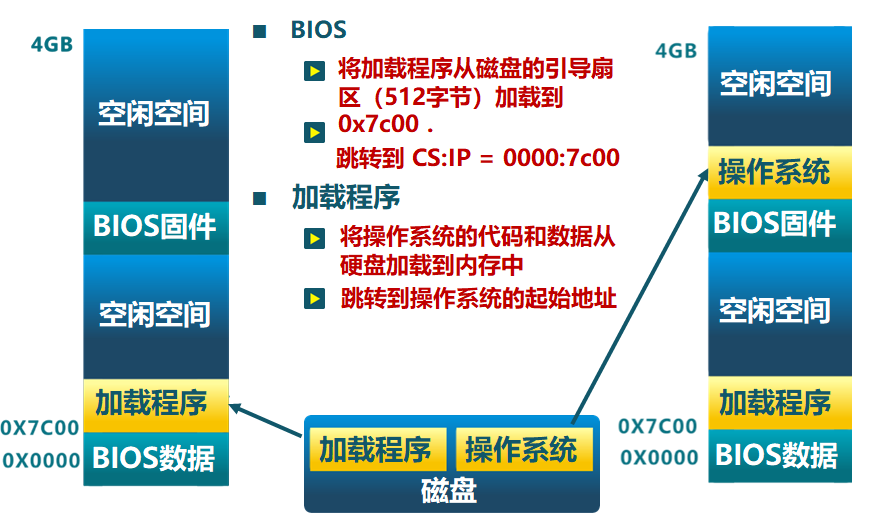 4GB
空闲空间
BIOS固件
空闲空间
加载程序
0X7C00
0X0000
BIOS数据
BIOS
将加载程序从磁盘的引导扇
区（512字节）加载到
0x7c00 .
跳转到 CS:IP = 0000:7c00
加载程序
将操作系统的代码和数据从
硬盘加载到内存中
跳转到操作系统的起始地址
加载程序
操作系统
磁盘
4GB
空闲空间
操作系统
BIOS固件
空闲空间
加载程序
0X7C00
0X0000
BIOS数据